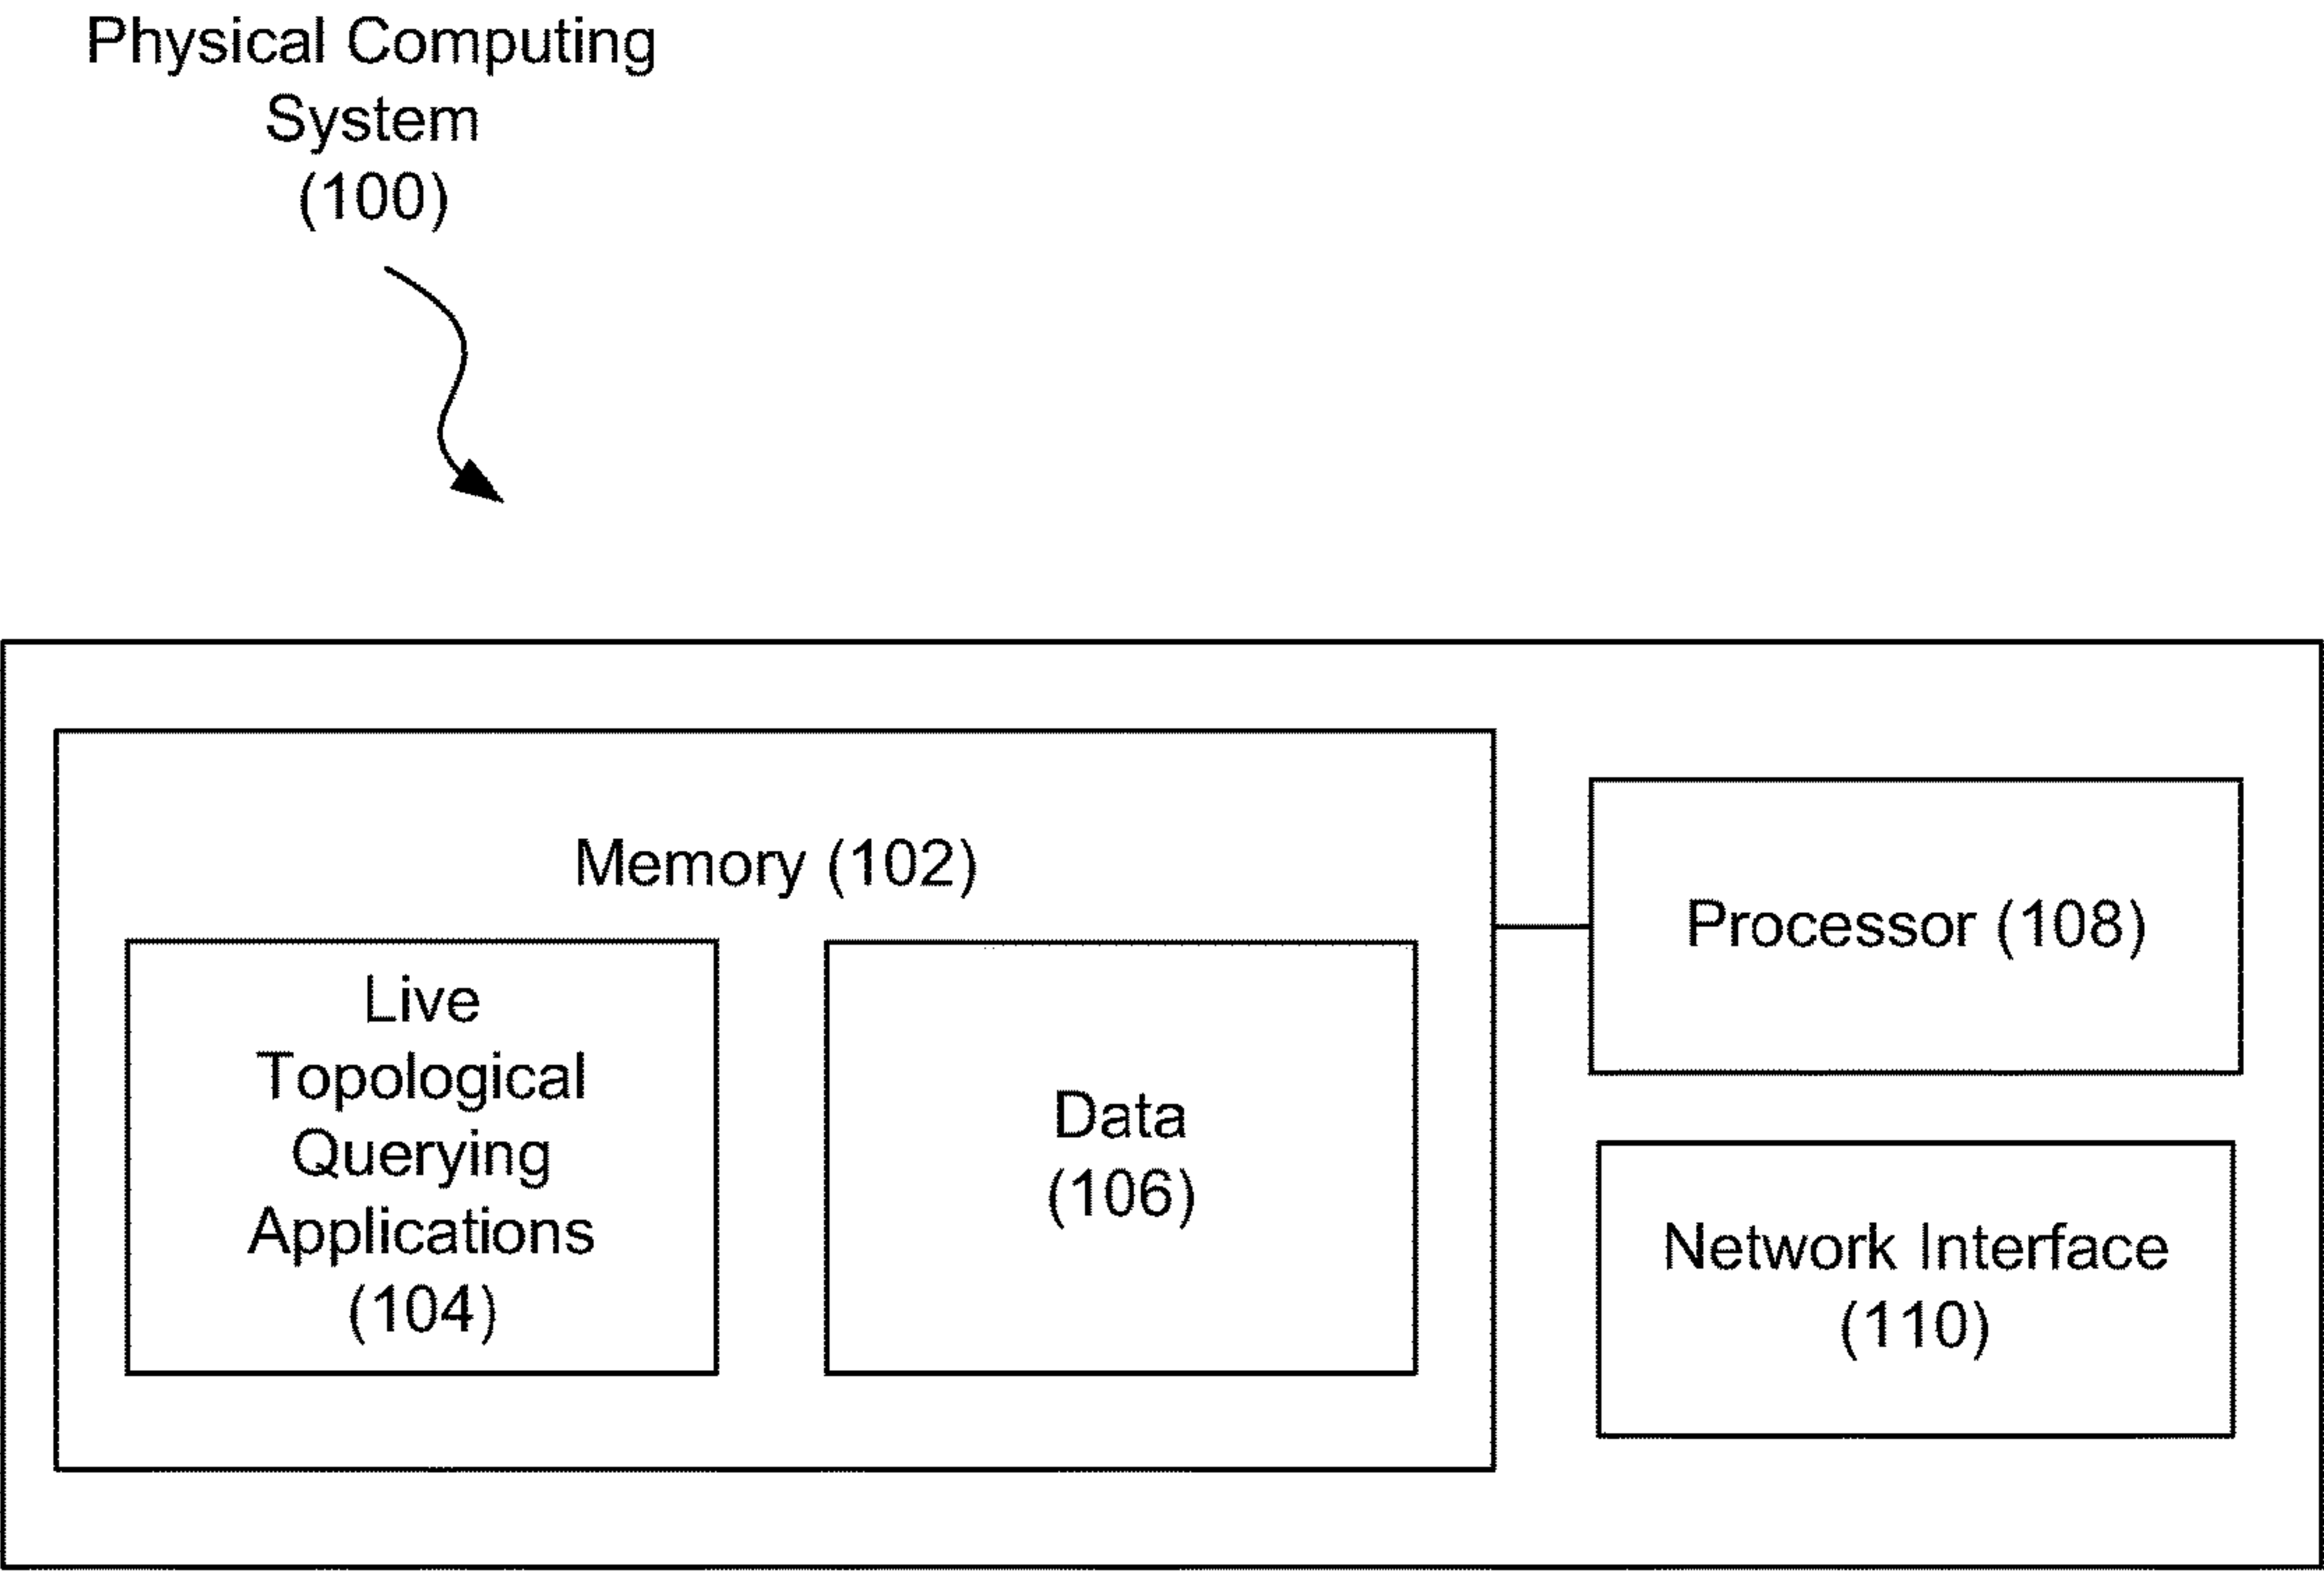 Physical Computing
System
(100)
Memory (102)
Live
Topological
Querying
Applications
(104)
Data
(106)
Processor (108)
Network Interface
(110)